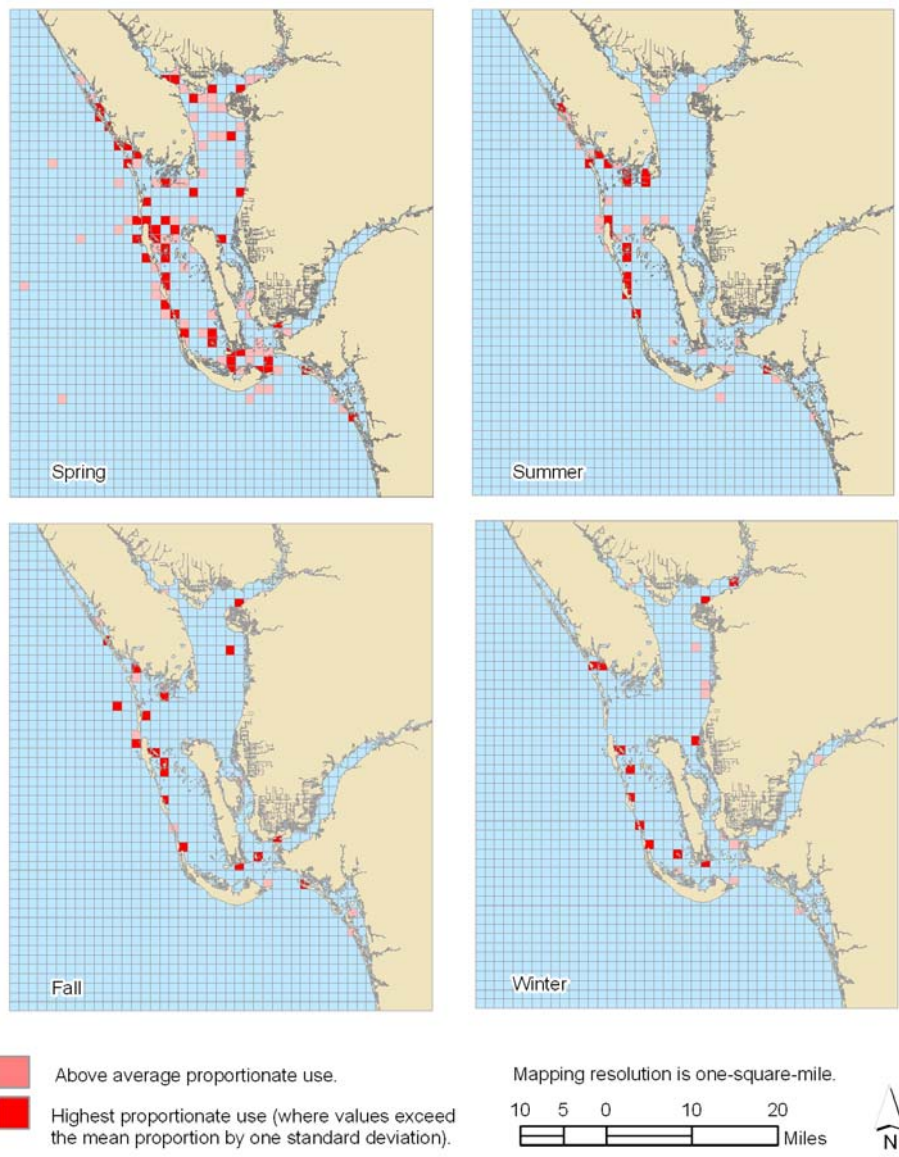 Spring
Summer
Fall
Winter
Above average proportionate use.
Highest proportionate use (where values exceed
the mean proportion by one standard deviation).
Mapping resolution is one-square-mile.
10 5 0 10 20
Miles
N